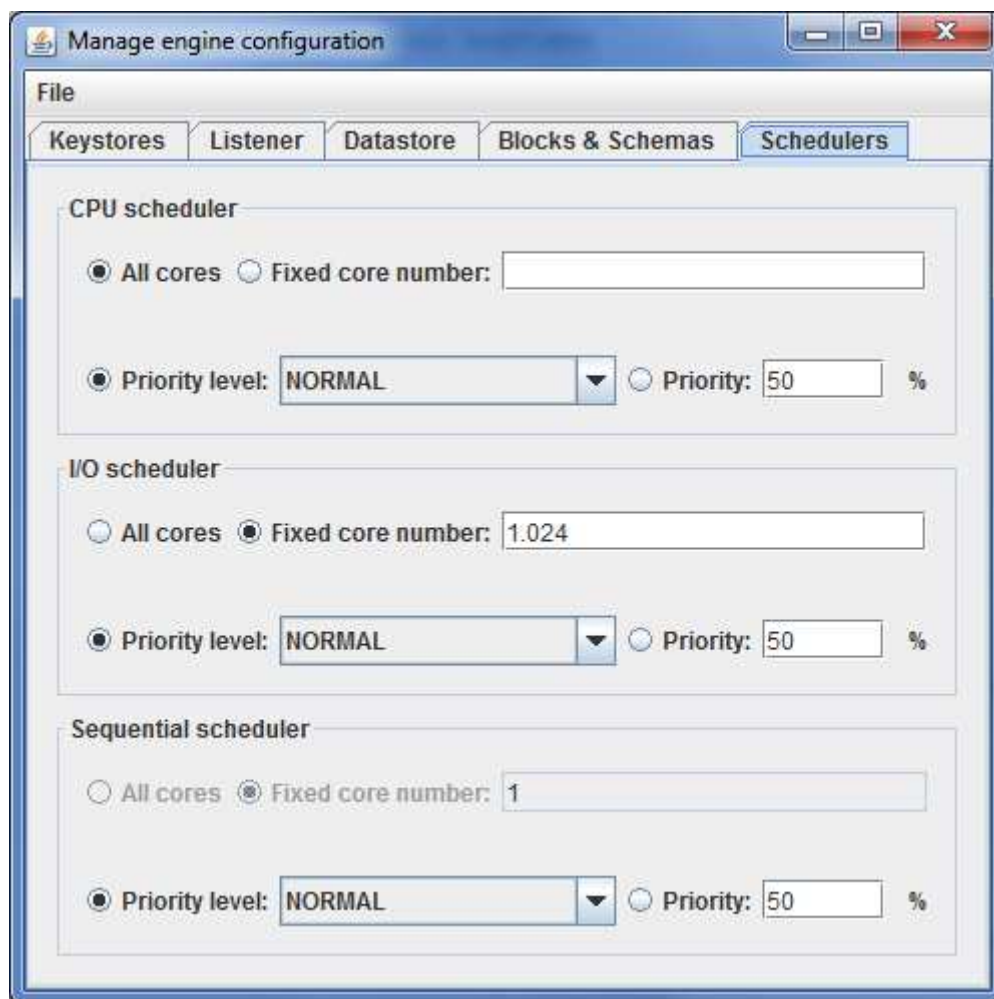 Manage engine configuration
File
Keystores Listener Datastore Blocks & Schemas Schedulers
CPU scheduler
All cores Fixed core number:
Priority level: NORMAL Priority: 50 %
I/O scheduler
All cores Fixed core number: 1.024
Priority level: NORMAL Priority: 50 %
Sequential scheduler
All cores Fixed core number: 1
Priority level: NORMAL Priority: 50 %